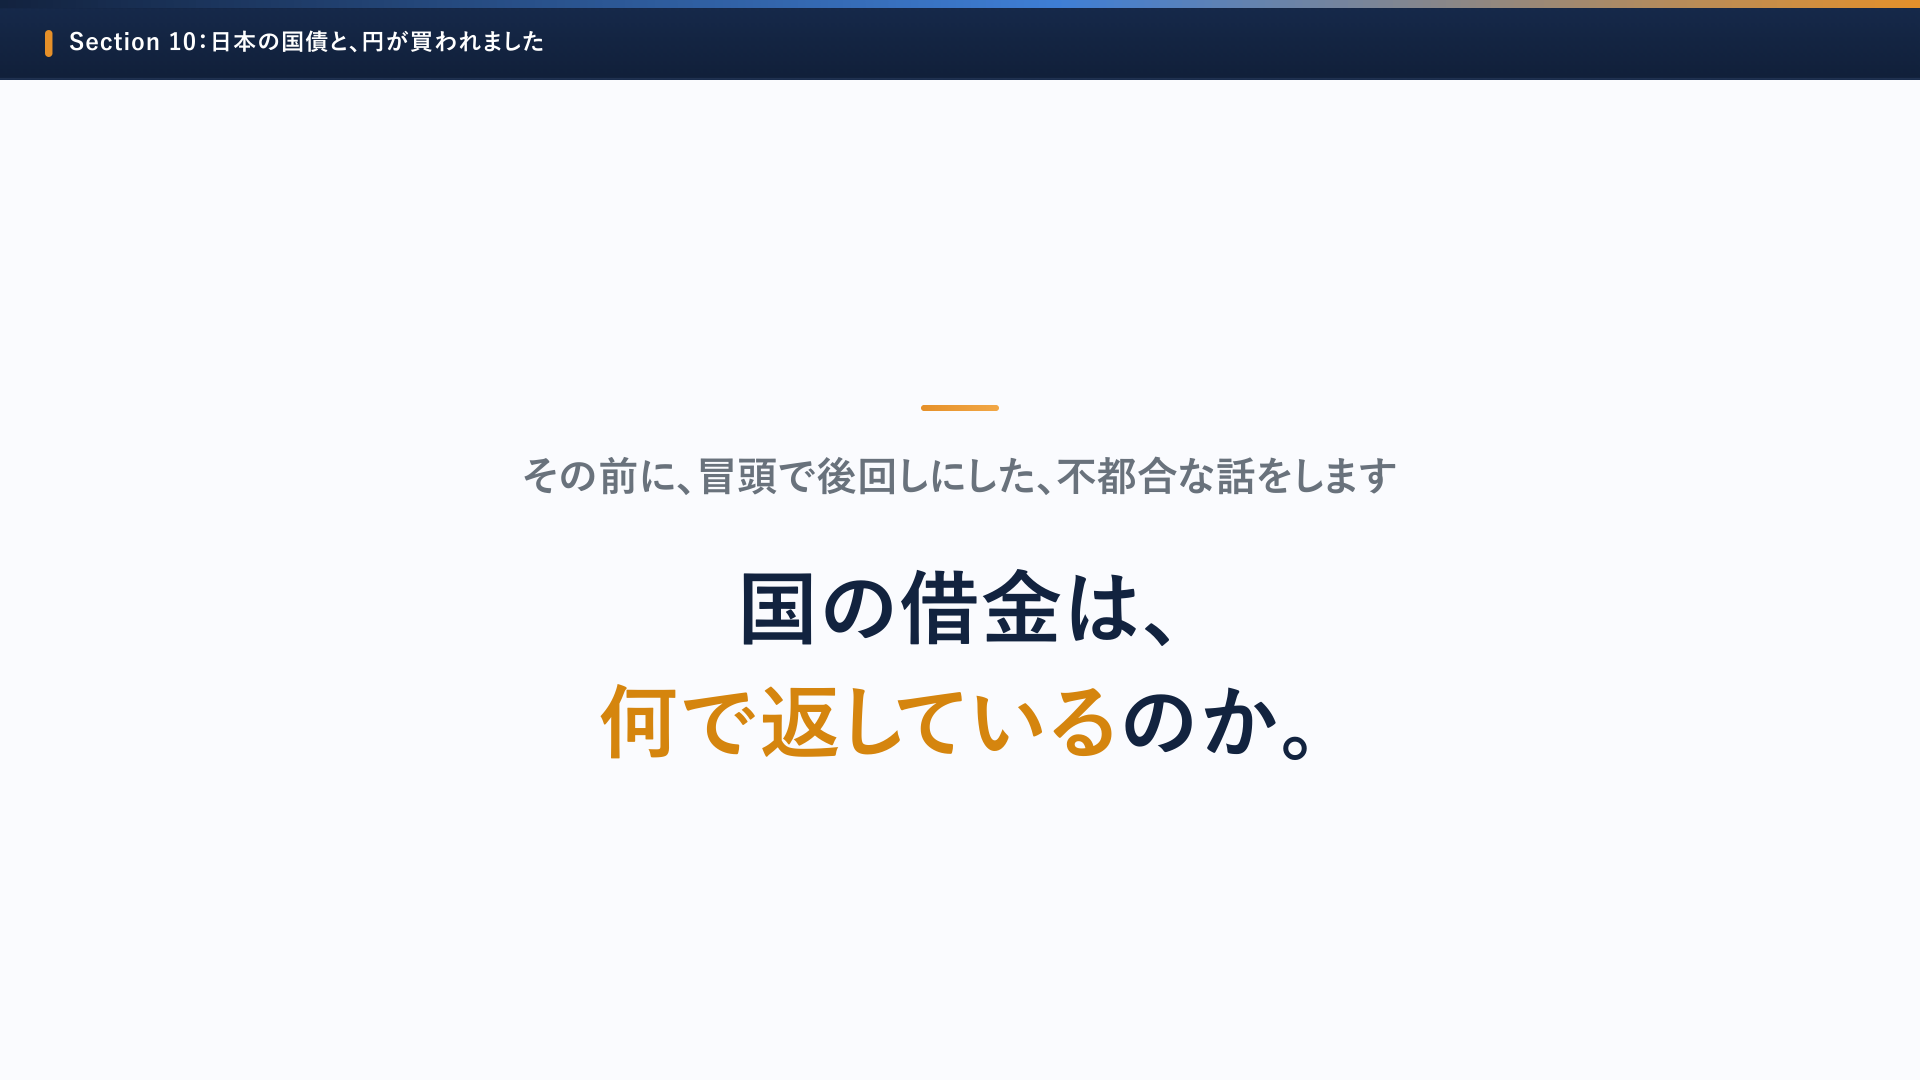 Section 10：日本の国債と、円が買われました
その前に、冒頭で後回しにした、不都合な話をします
国の借金は、
何で返しているのか。